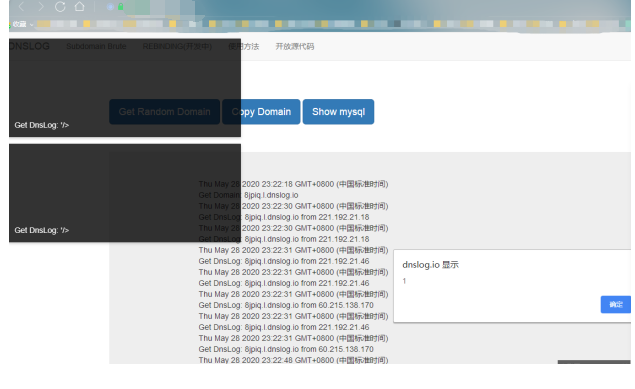 收藏
DNSLOG Subdomain Brute REBINDING(开发中) 使用方法 开放源代码
Get Random Domain Copy Domain Show mysql
Get DnsLog: '/>
Get DnsLog: '/>
Thu May 28 2020 23:22:18 GMT+0800 (中国标准时间)
Get Domain: 8jpiq.l.dnslog.io
Thu May 28 2020 23:22:30 GMT+0800 (中国标准时间)
Get DnsLog: 8jpiq.l.dnslog.io from 221.192.21.18
Thu May 28 2020 23:22:30 GMT+0800 (中国标准时间)
Get DnsLog: 8jpiq.l.dnslog.io from 221.192.21.18
Thu May 28 2020 23:22:31 GMT+0800 (中国标准时间)
Get DnsLog: 8jpiq.l.dnslog.io from 221.192.21.46
Thu May 28 2020 23:22:31 GMT+0800 (中国标准时间)
Get DnsLog: 8jpiq.l.dnslog.io from 221.192.21.46
Thu May 28 2020 23:22:31 GMT+0800 (中国标准时间)
Get DnsLog: 8jpiq.l.dnslog.io from 60.215.138.170
Thu May 28 2020 23:22:31 GMT+0800 (中国标准时间)
Get DnsLog: 8jpiq.l.dnslog.io from 221.192.21.46
Thu May 28 2020 23:22:31 GMT+0800 (中国标准时间)
Get DnsLog: 8jpiq.l.dnslog.io from 60.215.138.170
Thu May 28 2020 23:22:48 GMT+0800 (中国标准时间)
dnslog.io 显示
1
确定